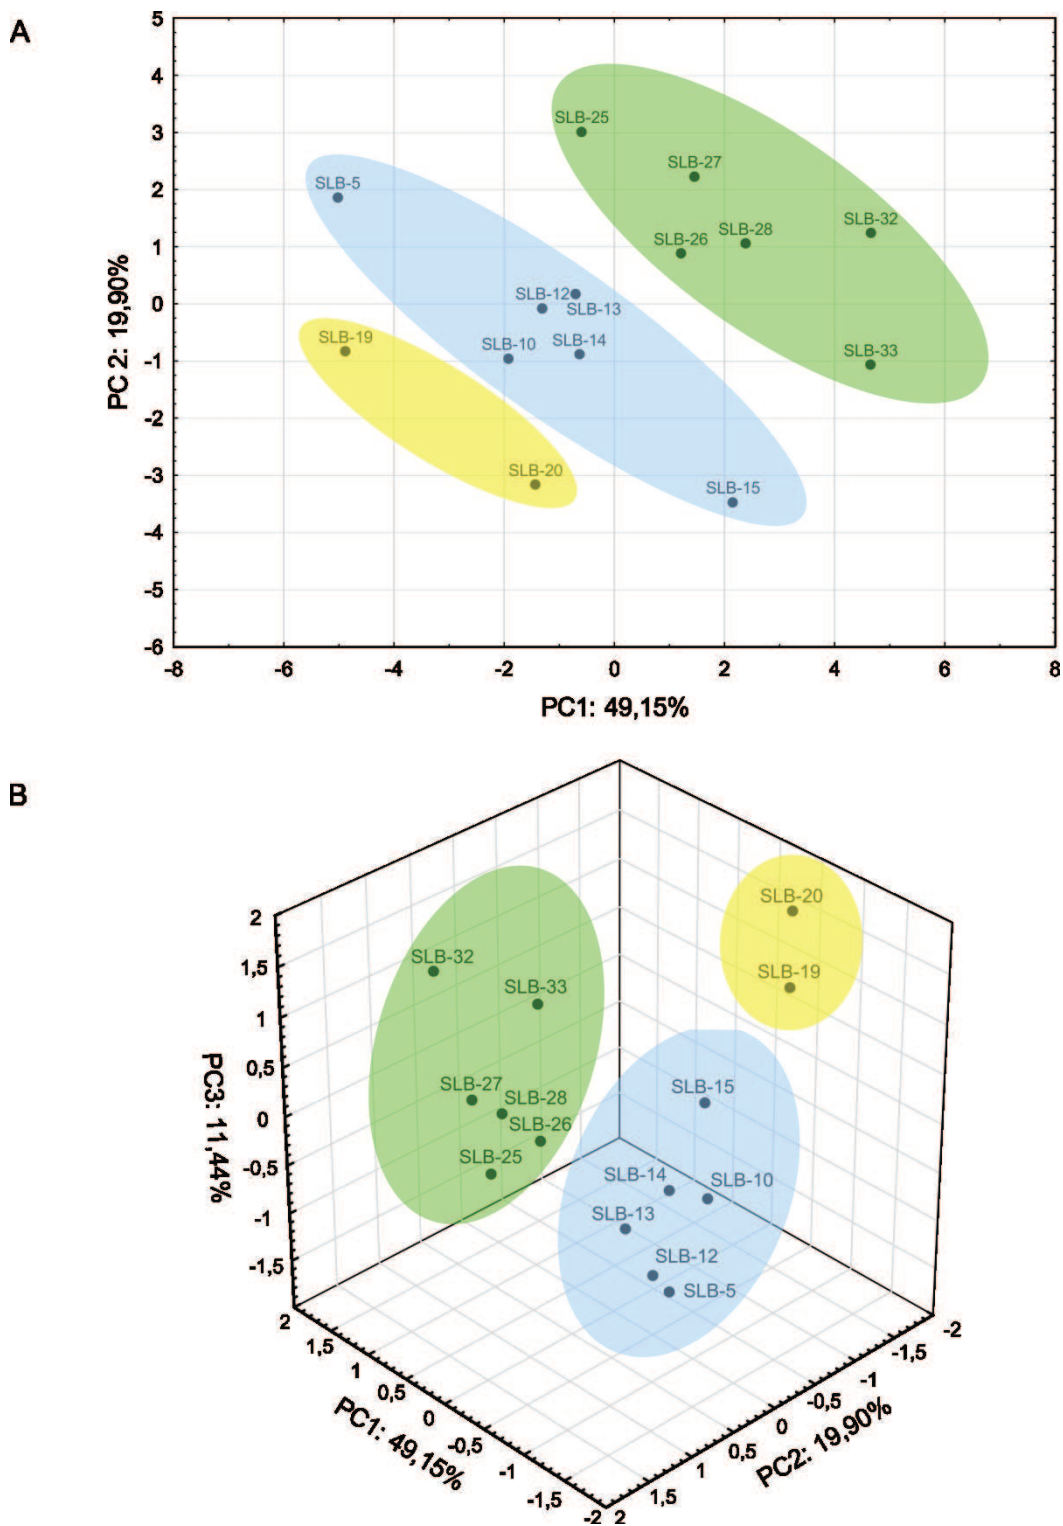 A
5
4
3
2
1
0
-1
-2
-3
-4
-5
-6
PC 2: 19,90%
SLB-25
SLB-27
SLB-5
SLB-32
SLB-26 SLB-28
SLB-12
SLB-13
SLB-19
SLB-10 SLB-14
SLB-33
SLB-20
SLB-15
-8 -6 -4 -2 0 2 4 6 8
PC1: 49,15%
B
2
1,5
1
0,5
0
-0,5
-1
-1,5
PC3: 11,44%
SLB-20
SLB-32
SLB-19
SLB-33
SLB-27
SLB-15
SLB-28
SLB-26
SLB-25
SLB-14
SLB-10
SLB-13
SLB-12
SLB-5
2
1,5
1
0,5
0
-0,5
-1
-1,5
-2
PC1: 49,15%
2
1,5
1
0,5
0
-0,5
-1
-1,5
-2
PC2: 19,90%